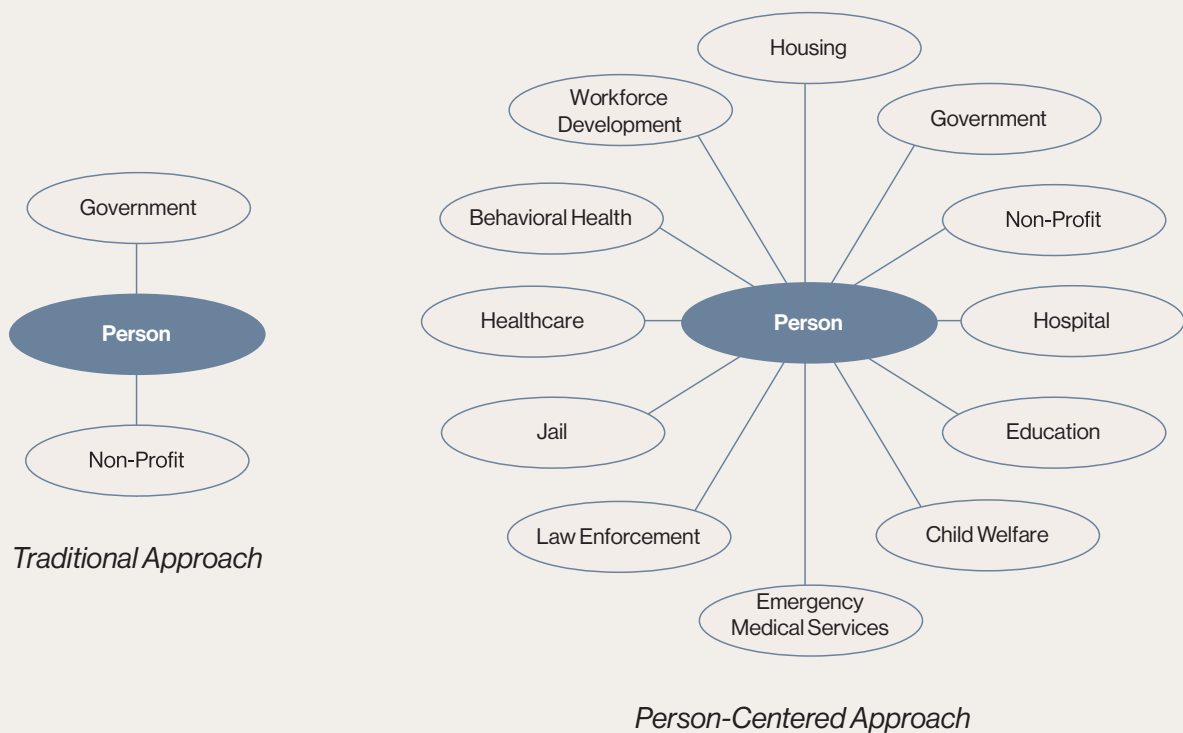 Government
Person
Non-Profit
Traditional Approach
Housing
Workforce
Development
Government
Behavioral Health
Non-Profit
Healthcare
Person
Hospital
Jail
Education
Law Enforcement
Child Welfare
Emergency
Medical Services
Person-Centered Approach